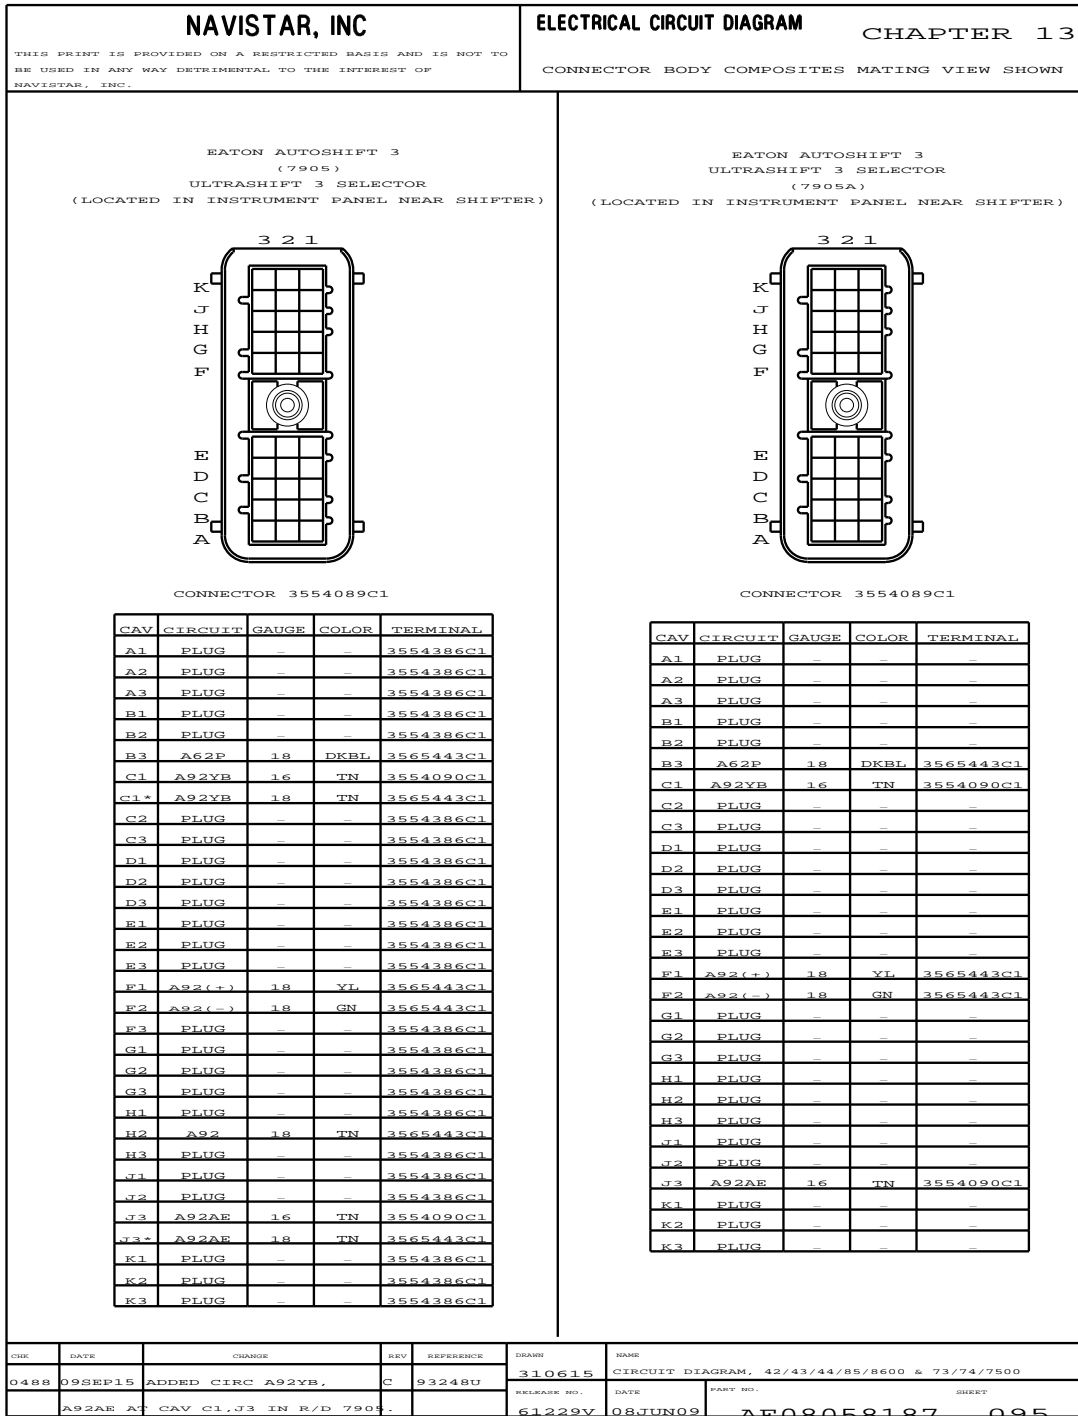 NAVISTAR, INC
THIS PRINT IS PROVIDED ON A RESTRICTED BASIS AND IS NOT TO
BE USED IN ANY WAY DETRIMENTAL TO THE INTEREST OF
NAVISTAR, INC.
ELECTRICAL CIRCUIT DIAGRAM CHAPTER 13
CONNECTOR BODY COMPOSITES MATING VIEW SHOWN
EATON AUTOSHIFT 3
(7905)
ULTRASHIFT 3 SELECTOR
(LOCATED IN INSTRUMENT PANEL NEAR SHIFTER)
3 2 1
K
J
H
G
F
E
D
C
B
A
CONNECTOR 3554089C1
CAV CIRCUIT GAUGE COLOR TERMINAL
A1 PLUG – – 3554386C1
A2 PLUG – – 3554386C1
A3 PLUG – – 3554386C1
B1 PLUG – – 3554386C1
B2 PLUG – – 3554386C1
B3 A62P 18 DKBL 3565443C1
C1 A92YB 16 TN 3554090C1
C1* A92YB 18 TN 3565443C1
C2 PLUG – – 3554386C1
C3 PLUG – – 3554386C1
D1 PLUG – – 3554386C1
D2 PLUG – – 3554386C1
D3 PLUG – – 3554386C1
E1 PLUG – – 3554386C1
E2 PLUG – – 3554386C1
E3 PLUG – – 3554386C1
F1 A92(+) 18 YL 3565443C1
F2 A92(–) 18 GN 3565443C1
F3 PLUG – – 3554386C1
G1 PLUG – – 3554386C1
G2 PLUG – – 3554386C1
G3 PLUG – – 3554386C1
H1 PLUG – – 3554386C1
H2 A92 18 TN 3565443C1
H3 PLUG – – 3554386C1
J1 PLUG – – 3554386C1
J2 PLUG – – 3554386C1
J3 A92AE 16 TN 3554090C1
J3* A92AE 18 TN 3565443C1
K1 PLUG – – 3554386C1
K2 PLUG – – 3554386C1
K3 PLUG – – 3554386C1
EATON AUTOSHIFT 3
ULTRASHIFT 3 SELECTOR
(7905A)
(LOCATED IN INSTRUMENT PANEL NEAR SHIFTER)
3 2 1
K
J
H
G
F
E
D
C
B
A
CONNECTOR 3554089C1
CAV CIRCUIT GAUGE COLOR TERMINAL
A1 PLUG – – –
A2 PLUG – – –
A3 PLUG – – –
B1 PLUG – – –
B2 PLUG – – –
B3 A62P 18 DKBL 3565443C1
C1 A92YB 16 TN 3554090C1
C2 PLUG – – –
C3 PLUG – – –
D1 PLUG – – –
D2 PLUG – – –
D3 PLUG – – –
E1 PLUG – – –
E2 PLUG – – –
E3 PLUG – – –
F1 A92(+) 18 YL 3565443C1
F2 A92(–) 18 GN 3565443C1
G1 PLUG – – –
G2 PLUG – – –
G3 PLUG – – –
H1 PLUG – – –
H2 PLUG – – –
H3 PLUG – – –
J1 PLUG – – –
J2 PLUG – – –
J3 A92AE 16 TN 3554090C1
K1 PLUG – – –
K2 PLUG – – –
K3 PLUG – – –
CHK DATE CHANGE REV REFERENCE
0488 09SEP15 ADDED CIRC A92YB, C 93248U
A92AE AT CAV C1,J3 IN R/D 7905.
DRAWN
310615
NAME
CIRCUIT DIAGRAM, 42/43/44/85/8600 & 73/74/7500
RELEASE NO.
61229V
DATE
08JUN09
PART NO. SHEET
AE08058187 095